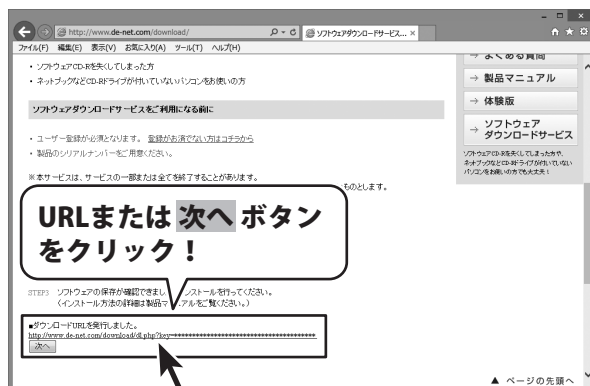 http://www.de-net.com/download/
ソフトウェアダウンロードサービス... ×
ファイル(F) 編集(E) 表示(V) お気に入り(A) ツール(T) ヘルプ(H)
・ソフトウェアCD-Rを失くしてしまった方
・ネットブックなどCD-Rドライブが付いていないパソコンをお使いの方
ソフトウェアダウンロードサービスをご利用になる前に
・ユーザー登録が必須となります。 登録がお済でない方はコチラから
・製品のシリアルナンバーをご用意ください。
※本サービスは、サービスの一部または全てを終了することがあります。
ものとします。
URLまたは 次へ ボタン
をクリック！
STEP3 ソフトウェアの保存が確認できまし
ンストールを行ってください。
(インストール方法の詳細は製品マ
アルをご覧ください。)
■ダウンロードURLを発行しました。
http://www.de-net.com/download/dl.php?key=****************************************
次へ
→ よくある質問
→ 製品マニュアル
→ 体験版
→ ソフトウェア
ダウンロードサービス
ソフトウェアCD-Rを失くしてしまった方や、
ネットブックなどCD-Rドライブが付いていない
パソコンをお使いの方でも大丈夫！
▲ ページの先頭へ